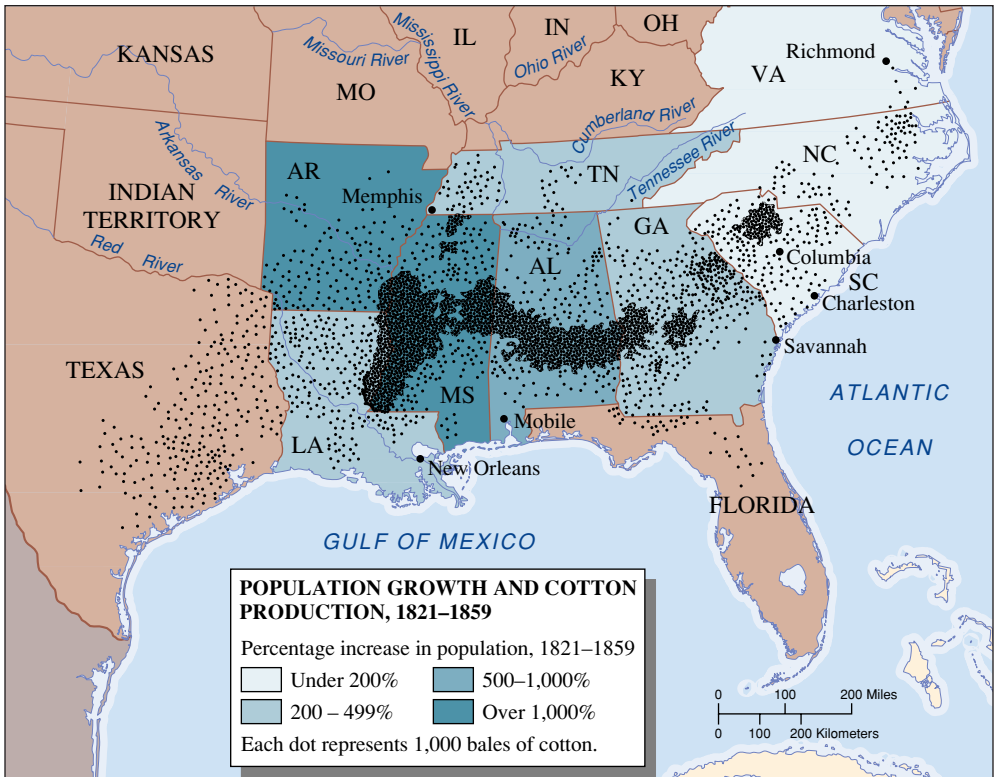 KANSAS
Missouri River
Mississippi River
IL
IN
OH
Ohio River
MO
KY
VA
Richmond
Cumberland River
Tennessee River
Arkansas River
AR
Memphis
TN
NC
INDIAN
TERRITORY
Red River
GA
AL
Columbia
SC
Charleston
Savannah
TEXAS
MS
LA
Mobile
New Orleans
ATLANTIC
OCEAN
FLORIDA
GULF OF MEXICO
POPULATION GROWTH AND COTTON
PRODUCTION, 1821–1859
Percentage increase in population, 1821–1859
Under 200%
500–1,000%
200 – 499%
Over 1,000%
Each dot represents 1,000 bales of cotton.
0 100 200 Miles
0 100 200 Kilometers